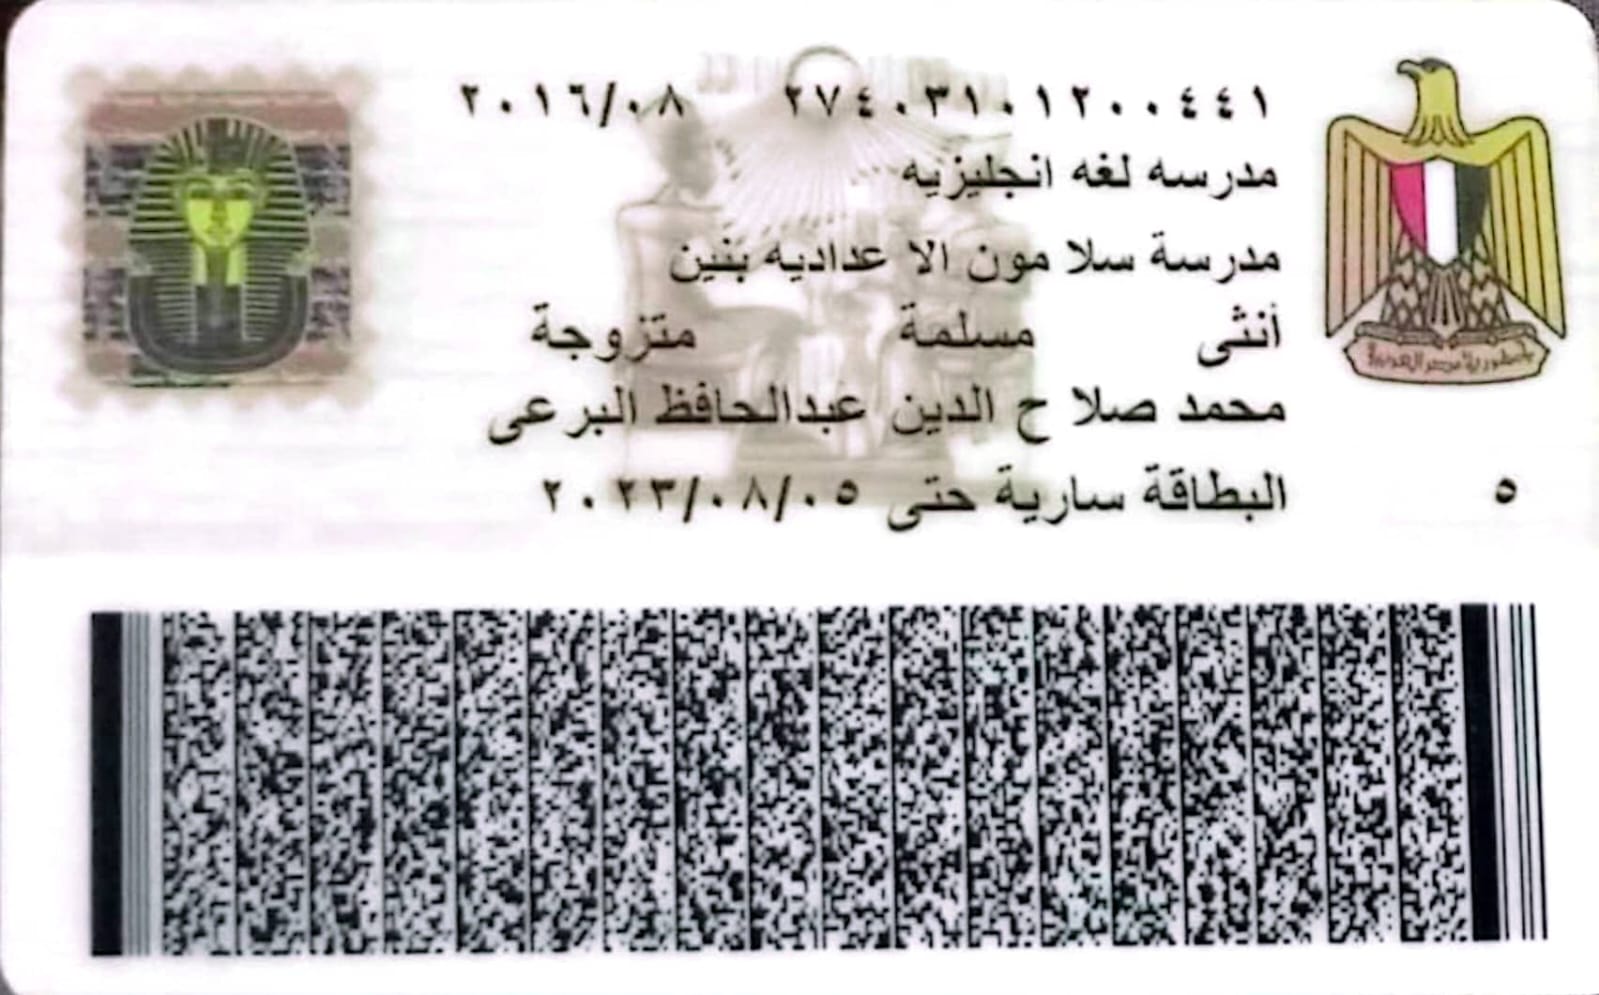 ٢٧٤٠٣١٠١٢٠٠٤٤١ ٢٠١٦/٠٨
مدرسه لغه انجليزيه
مدرسة سلا مون الا عداديه بنين
أنثى مسلمة متزوجة
محمد صلا ح الدين عبدالحافظ البرعى
البطاقة سارية حتى ٢٠٢٣/٠٨/٠٥
٥
جمهورية مصر العربية